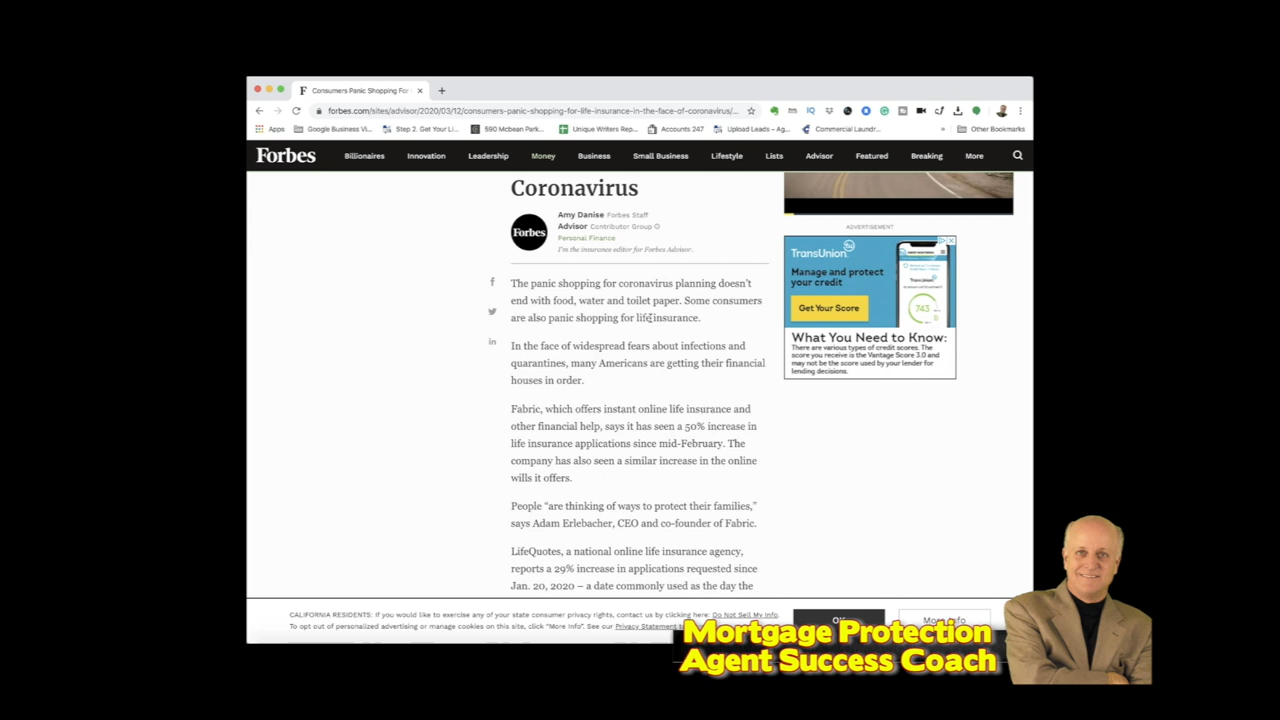 Consumers Panic Shopping For
forbes.com/sites/advisor/2020/03/12/consumers-panic-shopping-for-life-insurance-in-the-face-of-coronavirus/...
Apps Google Business Vi... Step 2. Get Your Li... 590 Mcbean Park... Unique Writers Rep... Accounts 247 Upload Leads – Ag... Commercial Laundr... » Other Bookmarks
Forbes Billionaires Innovation Leadership Money Business Small Business Lifestyle Lists Advisor Featured Breaking More
Coronavirus
Forbes
Amy Danise Forbes Staff
Advisor Contributor Group
Personal Finance
I'm the insurance editor for Forbes Advisor.
The panic shopping for coronavirus planning doesn't
end with food, water and toilet paper. Some consumers
are also panic shopping for life insurance.
In the face of widespread fears about infections and
quarantines, many Americans are getting their financial
houses in order.
Fabric, which offers instant online life insurance and
other financial help, says it has seen a 50% increase in
life insurance applications since mid-February. The
company has also seen a similar increase in the online
wills it offers.
People “are thinking of ways to protect their families,”
says Adam Erlebacher, CEO and co-founder of Fabric.
LifeQuotes, a national online life insurance agency,
reports a 29% increase in applications requested since
Jan. 20, 2020 – a date commonly used as the day the
ADVERTISEMENT
TransUnion
Manage and protect
your credit
Get Your Score
743
What You Need to Know:
There are various types of credit scores. The
score you receive is the Vantage Score 3.0 and
may not be the score used by your lender for
lending decisions.
CALIFORNIA RESIDENTS: If you would like to exercise any of your state consumer privacy rights, contact us by clicking here: Do Not Sell My Info.
To opt out of personalized advertising or manage cookies on this site, click "More Info". See our Privacy Statement
OK
More Info
Mortgage Protection
Agent Success Coach